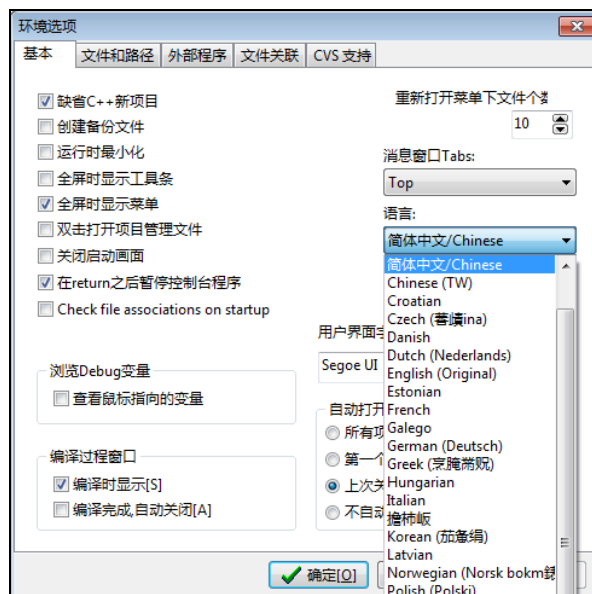 环境选项
基本 文件和路径 外部程序 文件关联 CVS 支持
缺省C++新项目
创建备份文件
运行时最小化
全屏时显示工具条
全屏时显示菜单
双击打开项目管理文件
关闭启动画面
在return之后暂停控制台程序
Check file associations on startup
浏览Debug变量
查看鼠标指向的变量
编译过程窗口
编译时显示[S]
编译完成,自动关闭[A]
重新打开菜单下文件个
10
消息窗口Tabs:
Top
语言:
简体中文/Chinese
简体中文/Chinese
Chinese (TW)
Croatian
Czech (蕃熕ina)
Danish
Dutch (Nederlands)
English (Original)
Estonian
French
Galego
German (Deutsch)
Greek
Hungarian
Italian
Korean
Latvian
Norwegian (Norsk bokm
Polish (Polski)
用户界面
Segoe UI
自动打开
所有项
第一个
上次关
不自动
确定[O]